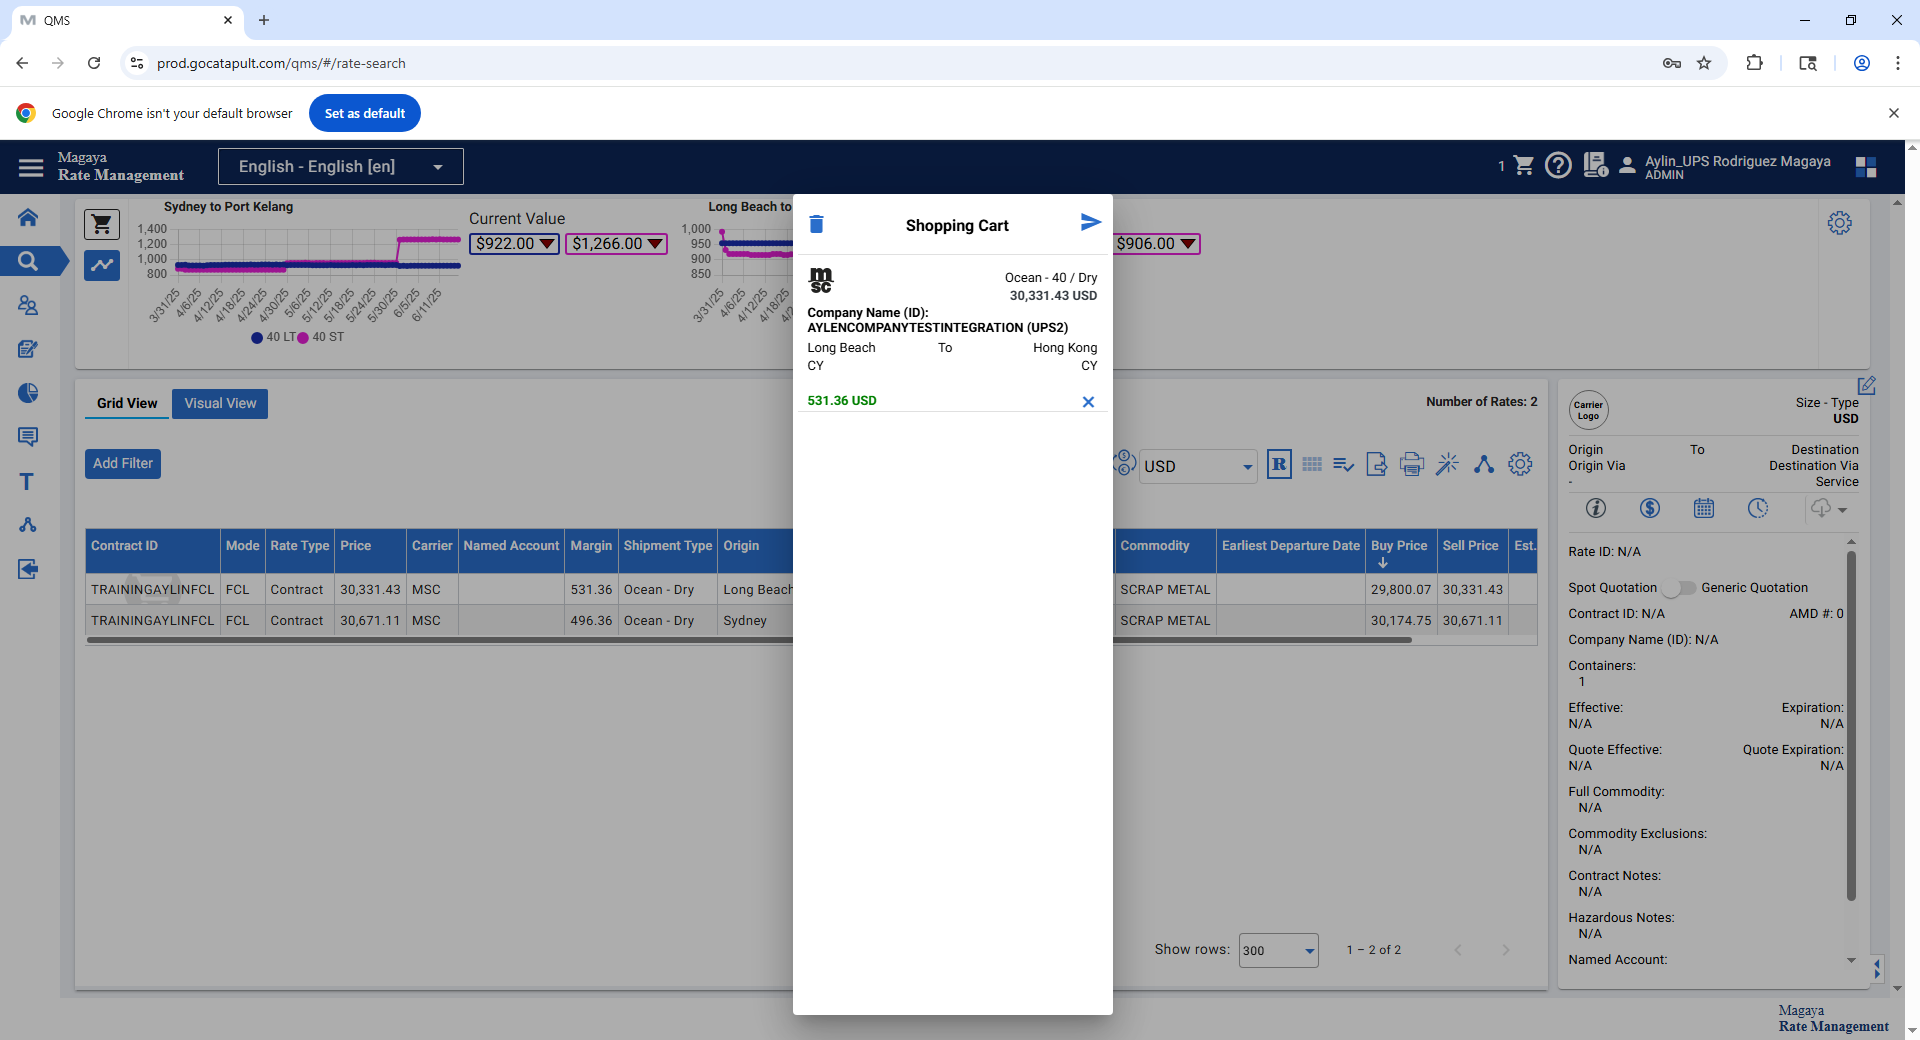 QMS
prod.gocatapult.com/qms/#/rate-search
Google Chrome isn't your default browser
Set as default
Magaya
Rate Management
English - English [en]
1
Aylin_UPS Rodriguez Magaya
ADMIN
Sydney to Port Kelang
1,400
1,200
1,000
800
3/31/25
4/6/25
4/12/25
4/18/25
4/24/25
4/30/25
5/6/25
5/12/25
5/18/25
5/24/25
5/30/25
6/5/25
6/11/25
40 LT
40 ST
Current Value
$922.00
$1,266.00
Long Beach to
1,000
950
900
850
3/31/25
4/6/25
4/12/25
4/18/25
$906.00
Shopping Cart
msc
Ocean - 40 / Dry
30,331.43 USD
Company Name (ID):
AYLENCOMPANYTESTINTEGRATION (UPS2)
Long Beach To Hong Kong
CY CY
531.36 USD
Grid View
Visual View
Number of Rates: 2
Add Filter
USD
R
Contract ID Mode Rate Type Price Carrier Named Account Margin Shipment Type Origin Commodity Earliest Departure Date Buy Price Sell Price Est.
TRAININGAYLINFCL FCL Contract 30,331.43 MSC 531.36 Ocean - Dry Long Beach SCRAP METAL 29,800.07 30,331.43
TRAININGAYLINFCL FCL Contract 30,671.11 MSC 496.36 Ocean - Dry Sydney SCRAP METAL 30,174.75 30,671.11
Show rows: 300 1 – 2 of 2
Carrier
Logo
Size - Type
USD
Origin To Destination
Origin Via Destination Via
- Service
Rate ID: N/A
Spot Quotation Generic Quotation
Contract ID: N/A AMD #: 0
Company Name (ID): N/A
Containers:
1
Effective: Expiration:
N/A N/A
Quote Effective: Quote Expiration:
N/A N/A
Full Commodity:
N/A
Commodity Exclusions:
N/A
Contract Notes:
N/A
Hazardous Notes:
N/A
Named Account:
Magaya
Rate Management